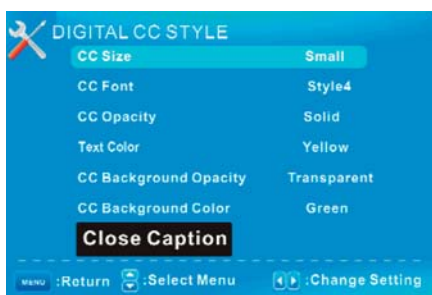 DIGITAL CC STYLE
CC Size Small
CC Font Style4
CC Opacity Solid
Text Color Yellow
CC Background Opacity Transparent
CC Background Color Green
Close Caption
MENU :Return :Select Menu :Change Setting